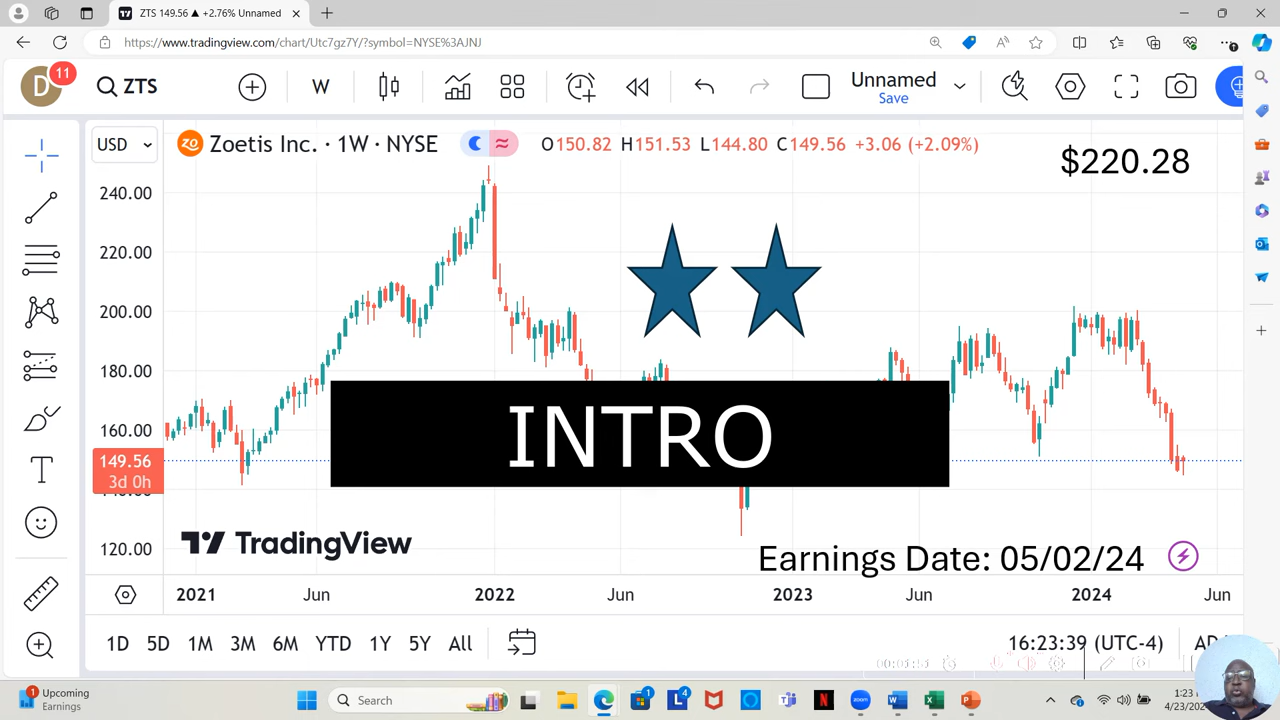 ZTS 149.56 ▲ +2.76% Unnamed
https://www.tradingview.com/chart/Utc7gz7Y/?symbol=NYSE%3AJNJ
D
11
ZTS
W
Unnamed
Save
USD
Zoetis Inc. · 1W · NYSE
O150.82 H151.53 L144.80 C149.56 +3.06 (+2.09%)
$220.28
240.00
220.00
200.00
180.00
160.00
149.56
3d 0h
120.00
INTRO
TradingView
Earnings Date: 05/02/24
2021
Jun
2022
Jun
2023
Jun
2024
Jun
1D 5D 1M 3M 6M YTD 1Y 5Y All
16:23:39 (UTC-4)
1
Upcoming
Earnings
Search
1
4
zoom